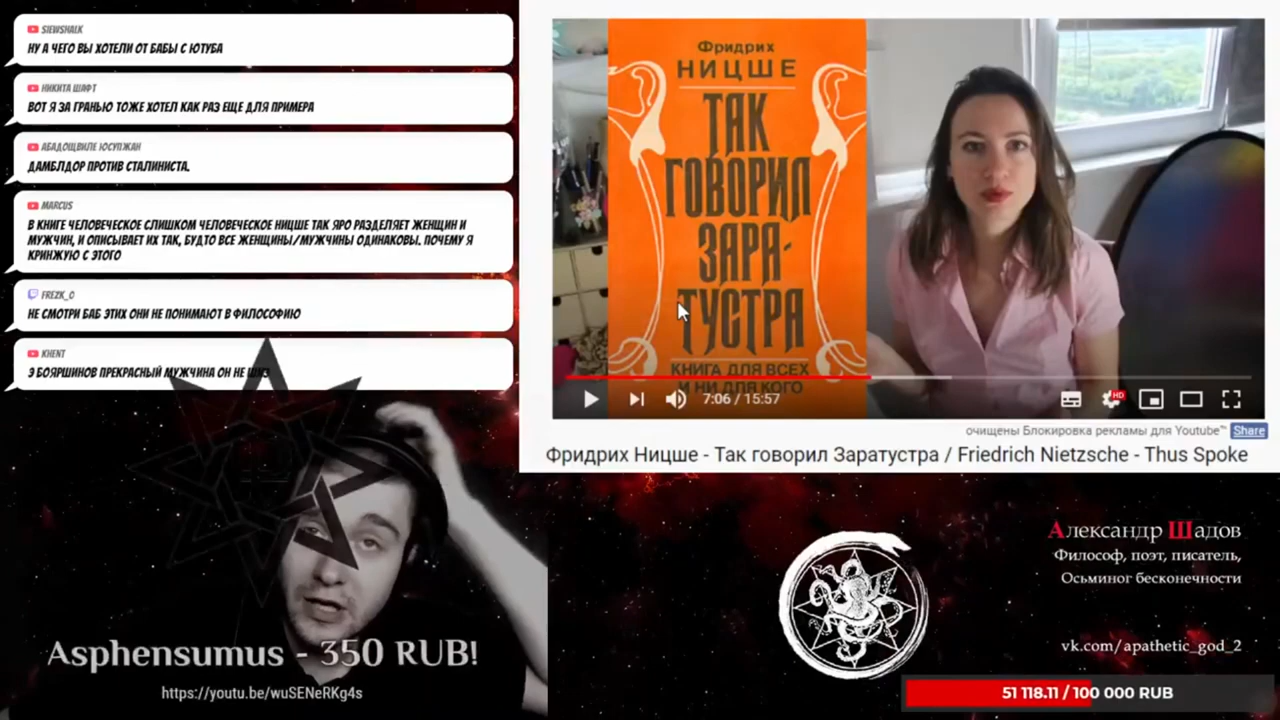 SIEWSHALK
НУ А ЧЕГО ВЫ ХОТЕЛИ ОТ БАБЫ С ЮТУБА
НИКИТА ШАФТ
ВОТ Я ЗА ГРАНЬЮ ТОЖЕ ХОТЕЛ КАК РАЗ ЕЩЕ ДЛЯ ПРИМЕРА
АБАДОЩВИЛЕ ЮСУПЖАН
ДАМБЛДОР ПРОТИВ СТАЛИНИСТА.
MARCUS
В КНИГЕ ЧЕЛОВЕЧЕСКОЕ СЛИШКОМ ЧЕЛОВЕЧЕСКОЕ НИЦШЕ ТАК ЯРО РАЗДЕЛЯЕТ ЖЕНЩИН И
МУЖЧИН, И ОПИСЫВАЕТ ИХ ТАК, БУДТО ВСЕ ЖЕНЩИНЫ/МУЖЧИНЫ ОДИНАКОВЫ. ПОЧЕМУ Я
КРИНЖУЮ С ЭТОГО
FREZK_O
НЕ СМОТРИ БАБ ЭТИХ ОНИ НЕ ПОНИМАЮТ В ФИЛОСОФИЮ
KHENT
Э БОЯРШИНОВ ПРЕКРАСНЫЙ МУЖЧИНА ОН НЕ
Фридрих
НИЦШЕ
ТАК
ГОВОРИЛ
ЗАРА-
ТУСТРА
КНИГА ДЛЯ ВСЕХ
И НИ ДЛЯ КОГО
7:06 / 15:57
HD
очищены Блокировка рекламы для Youtube™ Share
Фридрих Ницше - Так говорил Заратустра / Friedrich Nietzsche - Thus Spoke
Asphensumus - 350 RUB!
https://youtu.be/wuSENeRKg4s
Александр Шадов
Философ, поэт, писатель,
Осьминог бесконечности
vk.com/apathetic_god_2
51 118.11 / 100 000 RUB